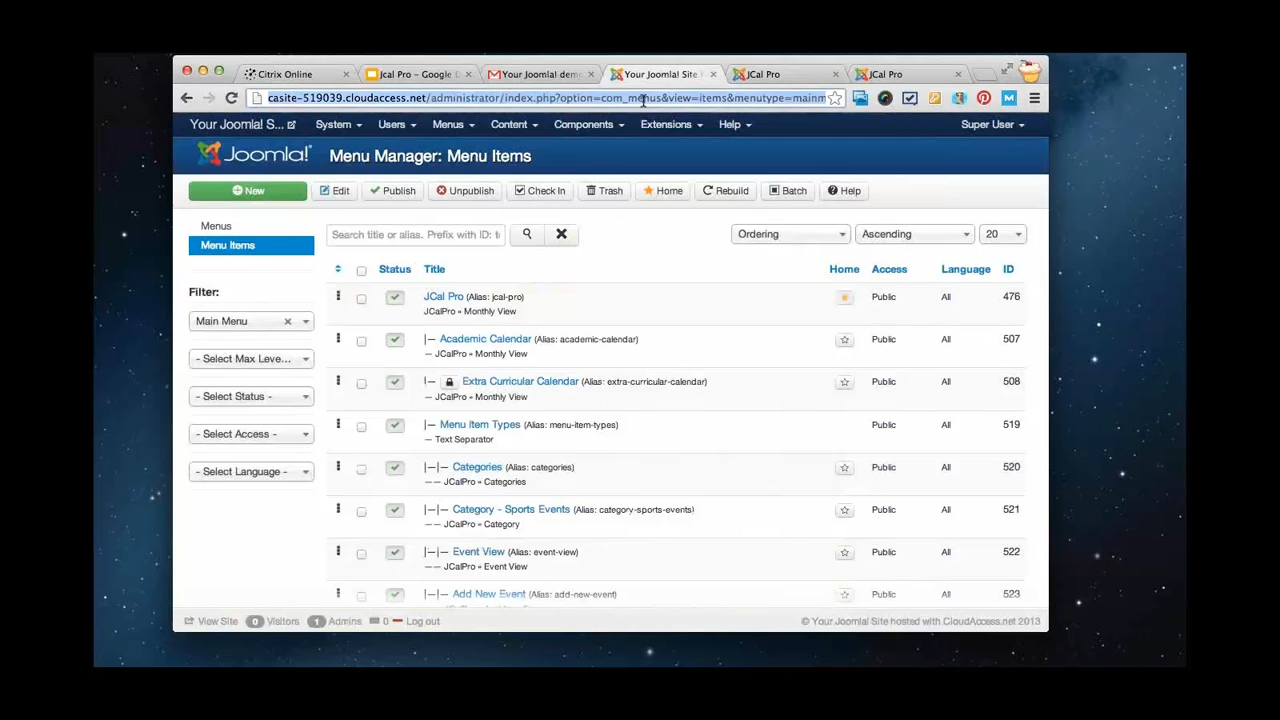 Citrix Online
Jcal Pro – Google D
Your Joomla! demo
Your Joomla! Site
JCal Pro
JCal Pro
casite-519039.cloudaccess.net/administrator/index.php?option=com_menus&view=items&menutype=mainm
Your Joomla! S...
System
Users
Menus
Content
Components
Extensions
Help
Super User
Joomla!
Menu Manager: Menu Items
New
Edit
Publish
Unpublish
Check In
Trash
Home
Rebuild
Batch
Help
Menus
Menu Items
Search title or alias. Prefix with ID: t
Ordering
Ascending
20
Status
Title
Home
Access
Language
ID
Filter:
Main Menu
- Select Max Leve...
- Select Status -
- Select Access -
- Select Language -
JCal Pro (Alias: jcal-pro)
JCalPro » Monthly View
Public
All
476
|— Academic Calendar (Alias: academic-calendar)
— JCalPro » Monthly View
Public
All
507
|— Extra Curricular Calendar (Alias: extra-curricular-calendar)
— JCalPro » Monthly View
Public
All
508
|— Menu Item Types (Alias: menu-item-types)
— Text Separator
Public
All
519
|—|— Categories (Alias: categories)
—— JCalPro » Categories
Public
All
520
|—|— Category - Sports Events (Alias: category-sports-events)
—— JCalPro » Category
Public
All
521
|—|— Event View (Alias: event-view)
—— JCalPro » Event View
Public
All
522
|—|— Add New Event (Alias: add-new-event)
Public
All
523
View Site
0 Visitors
1 Admins
0
Log out
© Your Joomla! Site hosted with CloudAccess.net 2013